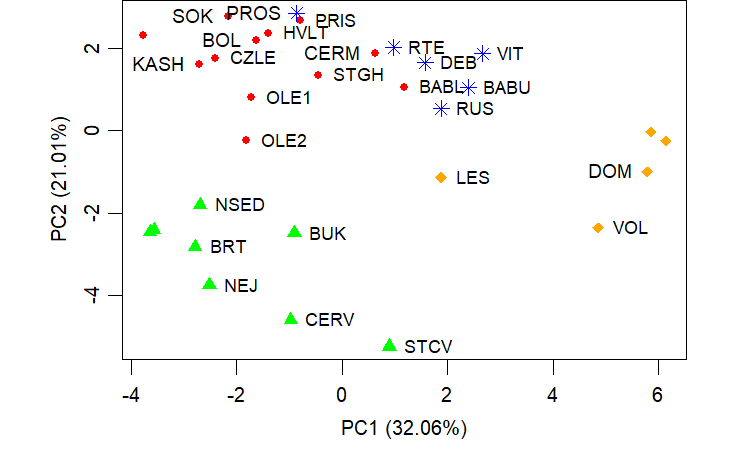 SOK PROS PRIS
BOL HVLT
KASH CZLE CERM RTE VIT
STGH DEB
OLE1 BABL BABU
RUS
OLE2
LES DOM
NSED VOL
BRT BUK
NEJ
CERV
STCV
2
0
-2
-4
PC2 (21.01%)
-4 -2 0 2 4 6
PC1 (32.06%)